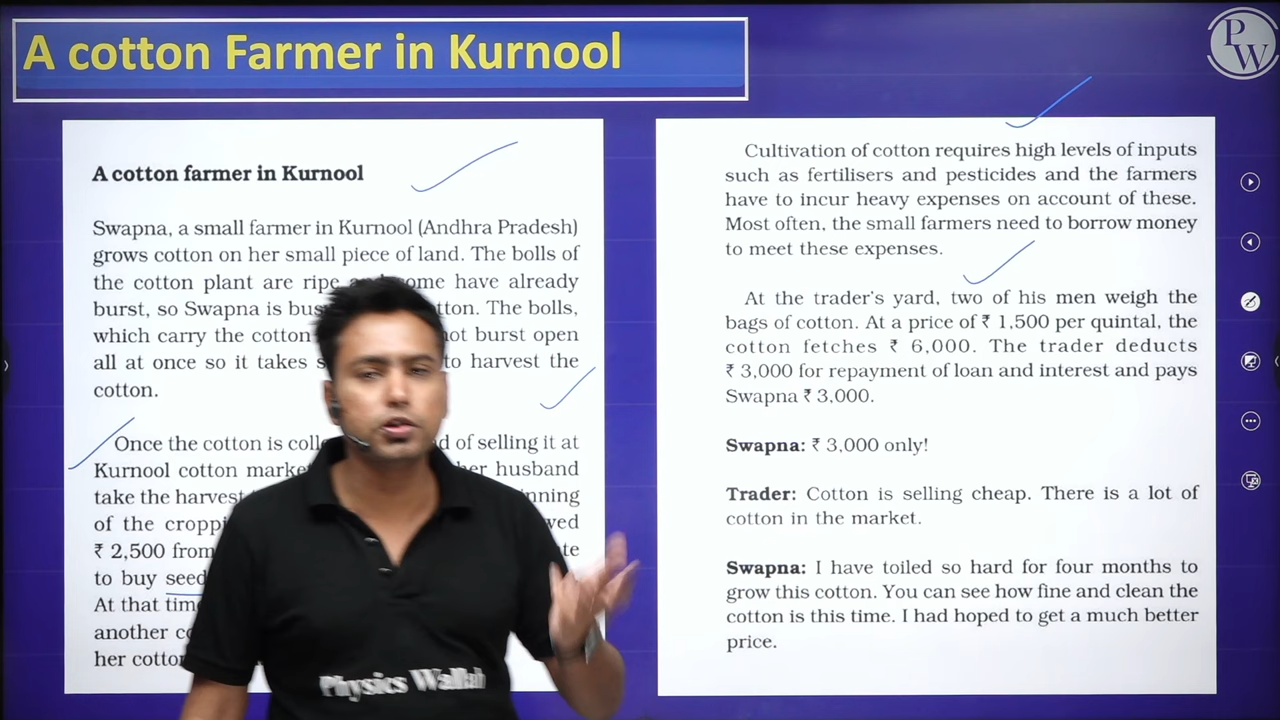 A cotton Farmer in Kurnool
PW
A cotton farmer in Kurnool
Swapna, a small farmer in Kurnool (Andhra Pradesh)
grows cotton on her small piece of land. The bolls of
the cotton plant are ripe and some have already
burst, so Swapna is bus tton. The bolls,
which carry the cotton not burst open
all at once so it takes s to harvest the
cotton.
Once the cotton is coll d of selling it at
Kurnool cotton marke her husband
take the harvest inning
of the croppi wed
₹ 2,500 from te
to buy seed
At that time
another co
her cotton
Cultivation of cotton requires high levels of inputs
such as fertilisers and pesticides and the farmers
have to incur heavy expenses on account of these.
Most often, the small farmers need to borrow money
to meet these expenses.
At the trader's yard, two of his men weigh the
bags of cotton. At a price of ₹ 1,500 per quintal, the
cotton fetches ₹ 6,000. The trader deducts
₹ 3,000 for repayment of loan and interest and pays
Swapna ₹ 3,000.
Swapna: ₹ 3,000 only!
Trader: Cotton is selling cheap. There is a lot of
cotton in the market.
Swapna: I have toiled so hard for four months to
grow this cotton. You can see how fine and clean the
cotton is this time. I had hoped to get a much better
price.
Physics Wallah